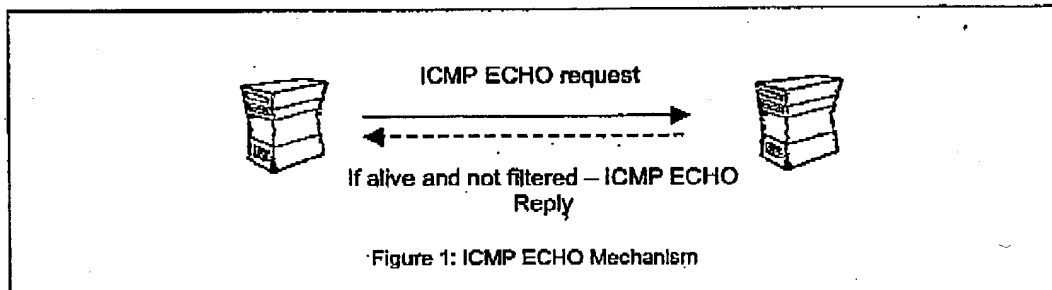 ICMP ECHO request
If alive and not filtered – ICMP ECHO
Reply
Figure 1: ICMP ECHO Mechanism